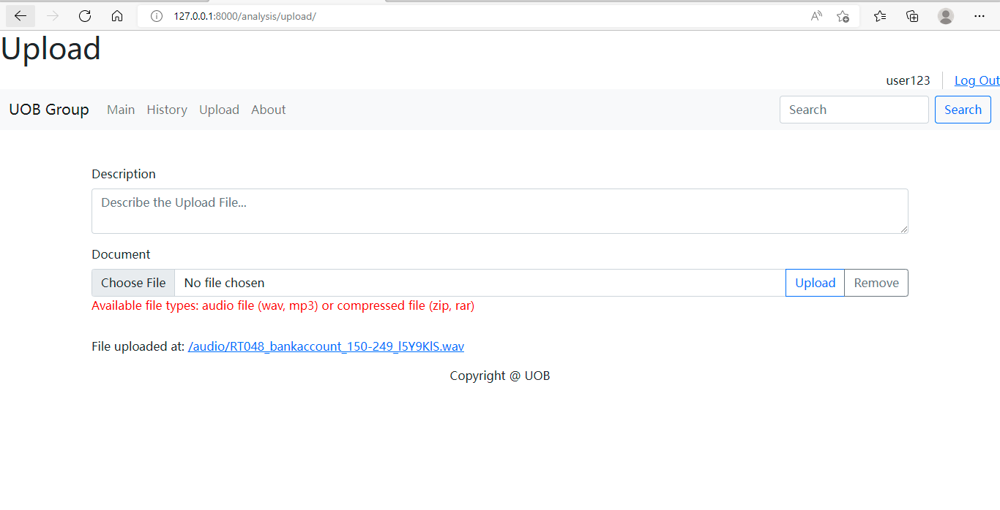 127.0.0.1:8000/analysis/upload/
Upload
user123 Log Out
UOB Group Main History Upload About Search Search
Description
Describe the Upload File...
Document
Choose File No file chosen Upload Remove
Available file types: audio file (wav, mp3) or compressed file (zip, rar)
File uploaded at: /audio/RT048_bankaccount_150-249_l5Y9KlS.wav
Copyright @ UOB